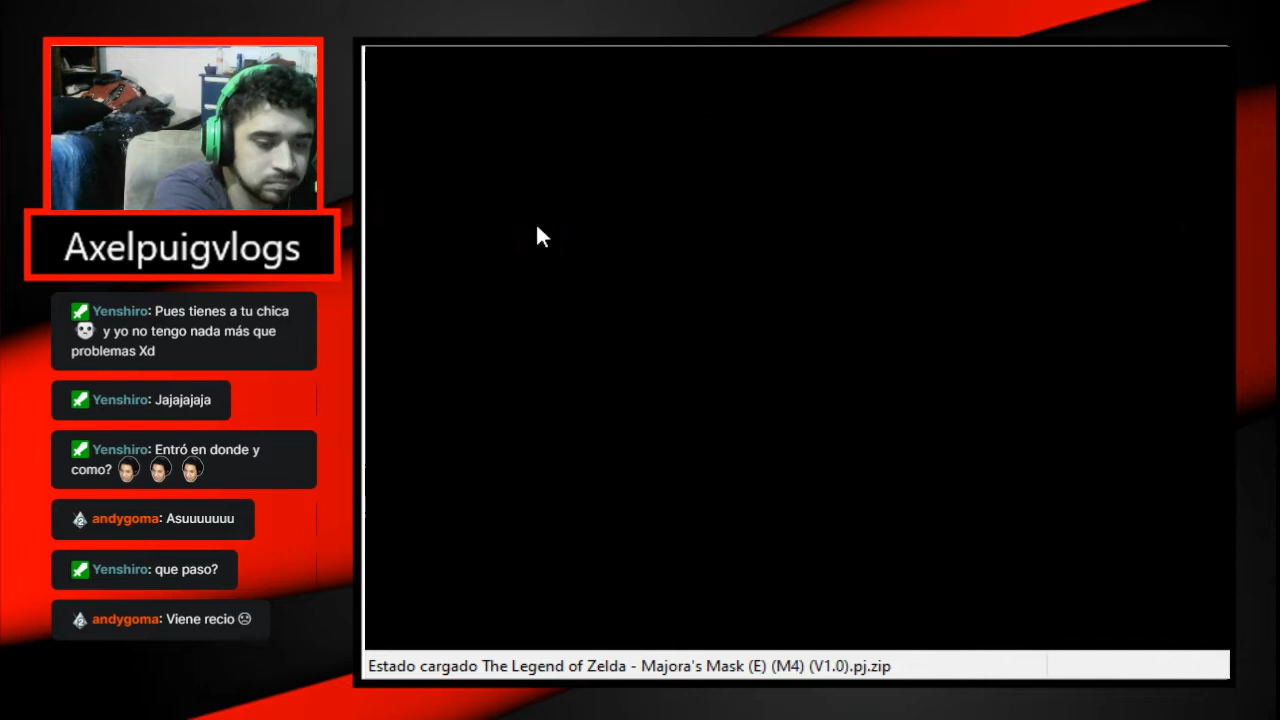 Axelpuigvlogs
Yenshiro: Pues tienes a tu chica
y yo no tengo nada más que
problemas Xd
Yenshiro: Jajajajaja
Yenshiro: Entró en donde y
como?
2 andygoma: Asuuuuuuu
Yenshiro: que paso?
2 andygoma: Viene recio
Estado cargado The Legend of Zelda - Majora's Mask (E) (M4) (V1.0).pj.zip